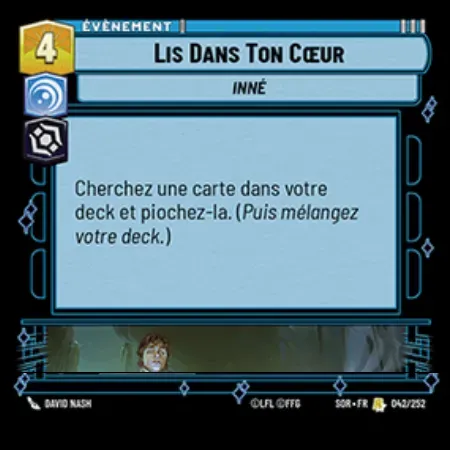 ÉVÈNEMENT
4
LIS DANS TON CŒUR
INNÉ
Cherchez une carte dans votre
deck et piochez-la. (Puis mélangez
votre deck.)
DAVID NASH ©LFL ©FFG SOR•FR 042/252